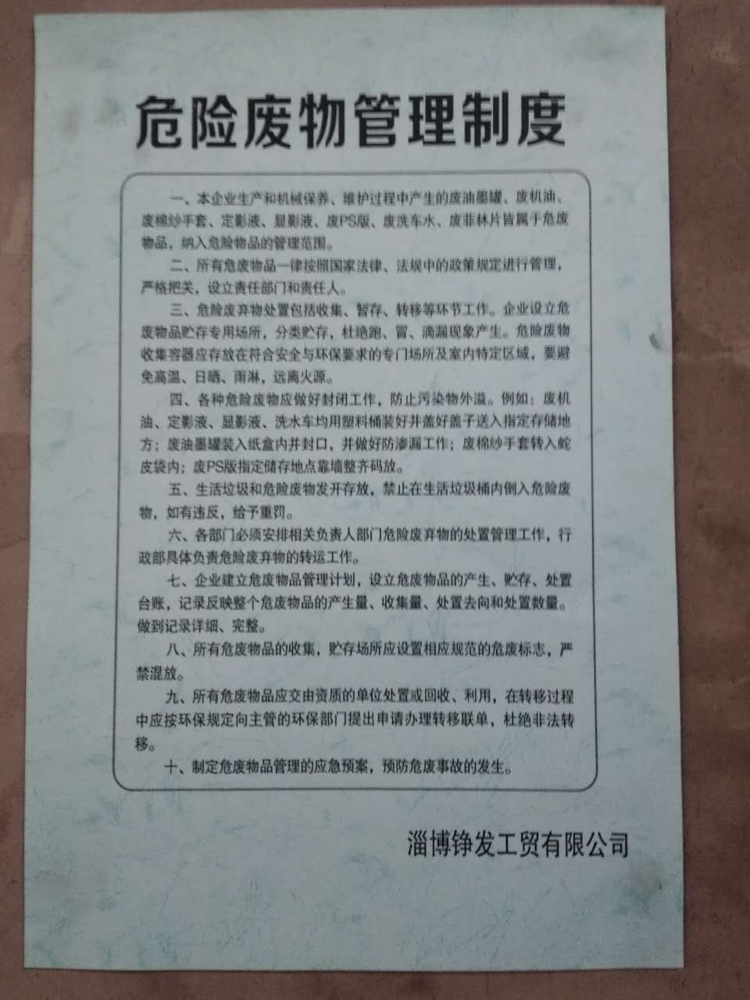 危险废物管理制度
一、本企业生产和机械保养、维护过程中产生的废油墨罐、废机油、
废棉纱手套、定影液、显影液、废PS版、废洗车水、废菲林片皆属于危废
物品，纳入危险物品的管理范围。
二、所有危废物品一律按照国家法律、法规中的政策规定进行管理，
严格把关，设立责任部门和责任人。
三、危险废弃物处置包括收集、暂存、转移等环节工作。企业设立危
废物品贮存专用场所，分类贮存，杜绝跑、冒、滴漏现象产生。危险废物
收集容器应存放在符合安全与环保要求的专门场所及室内特定区域，要避
免高温、日晒、雨淋，远离火源。
四、各种危险废物应做好封闭工作，防止污染物外溢。例如：废机
油、定影液、显影液、洗水车均用塑料桶装好并盖好盖子送入指定存储地
方；废油墨罐装入纸盒内并封口，并做好防渗漏工作；废棉纱手套转入蛇
皮袋内；废PS版指定储存地点靠墙整齐码放。
五、生活垃圾和危险废物发开存放，禁止在生活垃圾桶内倒入危险废
物，如有违反，给予重罚。
六、各部门必须安排相关负责人部门危险废弃物的处置管理工作，行
政部具体负责危险废弃物的转运工作。
七、企业建立危废物品管理计划，设立危废物品的产生、贮存、处置
台账，记录反映整个危废物品的产生量、收集量、处置去向和处置数量。
做到记录详细、完整。
八、所有危废物品的收集，贮存场所应设置相应规范的危废标志，严
禁混放。
九、所有危废物品应交由资质的单位处置或回收、利用，在转移过程
中应按环保规定向主管的环保部门提出申请办理转移联单，杜绝非法转
移。
十、制定危废物品管理的应急预案，预防危废事故的发生。
淄博铮发工贸有限公司